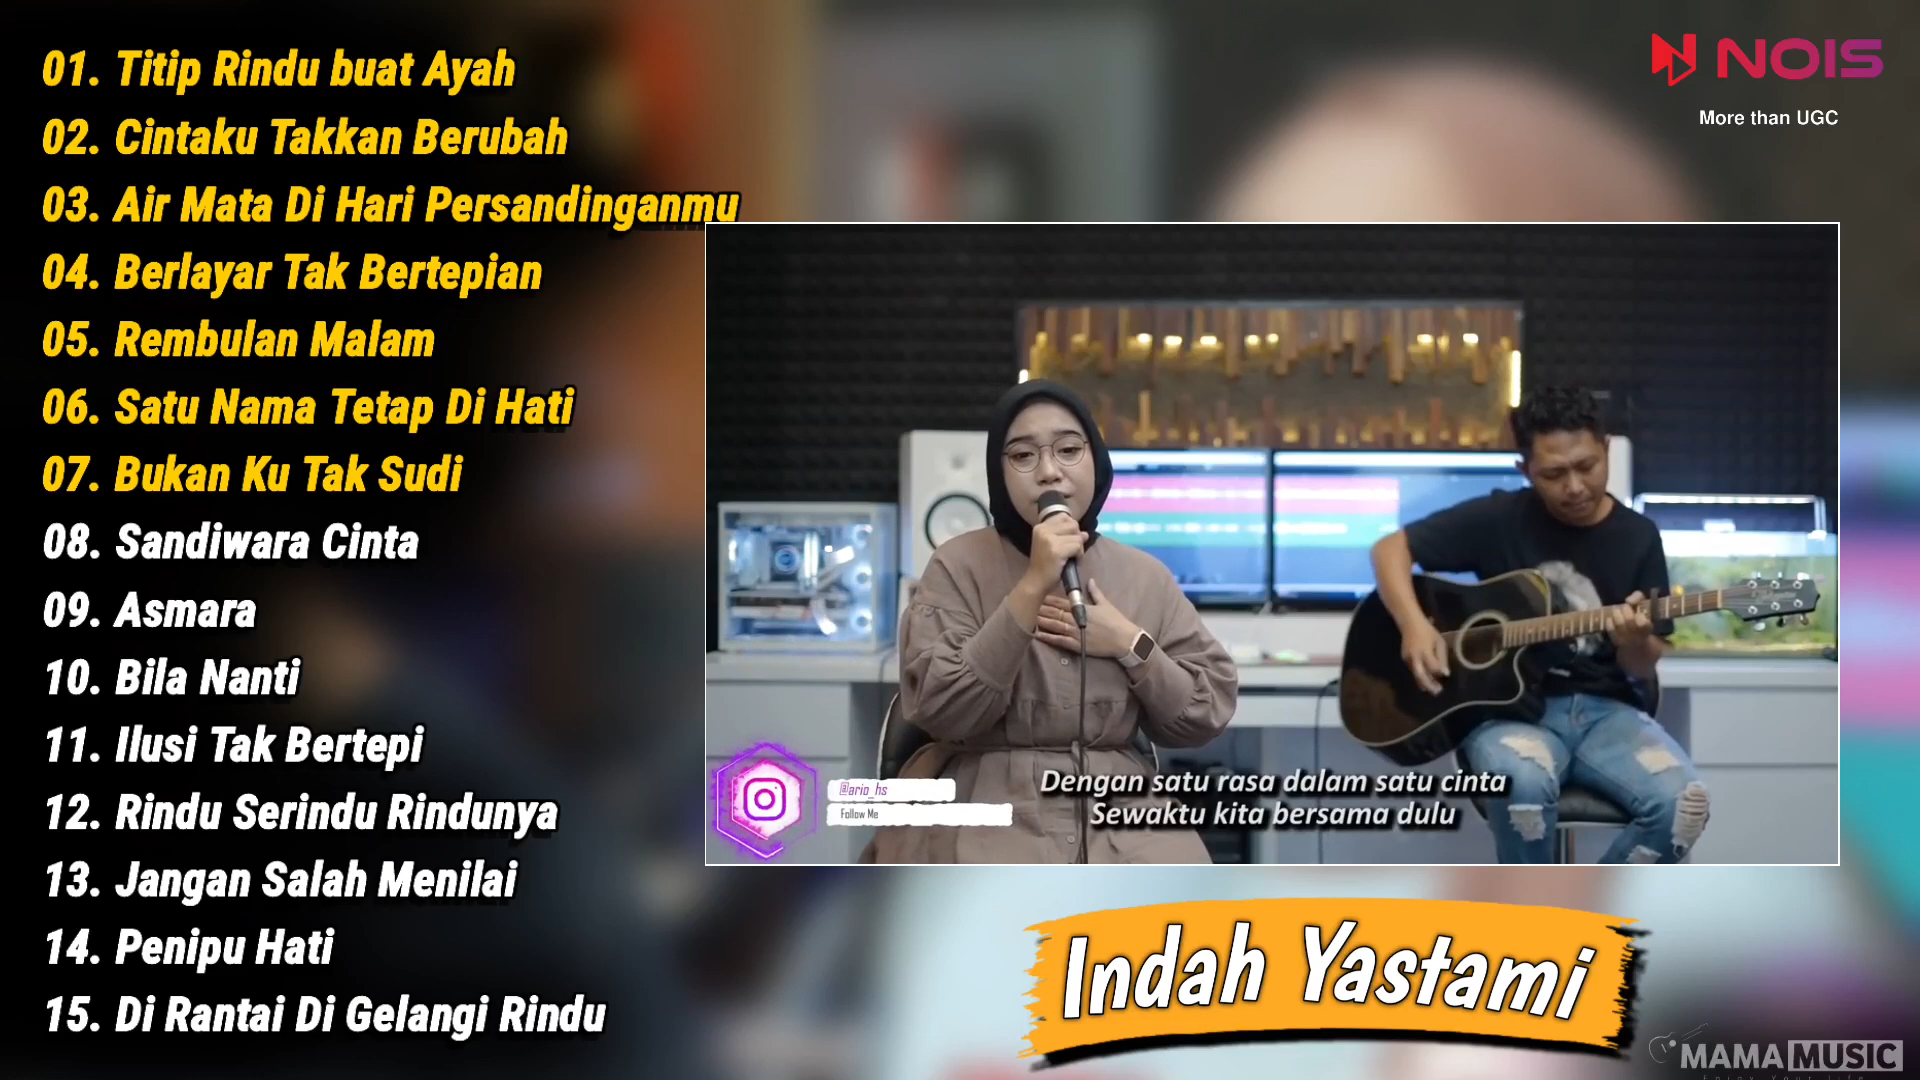 01. Titip Rindu buat Ayah
02. Cintaku Takkan Berubah
03. Air Mata Di Hari Persandinganmu
04. Berlayar Tak Bertepian
05. Rembulan Malam
06. Satu Nama Tetap Di Hati
07. Bukan Ku Tak Sudi
08. Sandiwara Cinta
09. Asmara
10. Bila Nanti
11. Ilusi Tak Bertepi
12. Rindu Serindu Rindunya
13. Jangan Salah Menilai
14. Penipu Hati
15. Di Rantai Di Gelangi Rindu
NOIS
More than UGC
@ario_hs
Follow Me
Dengan satu rasa dalam satu cinta
Sewaktu kita bersama dulu
Indah Yastami
MAMA MUSIC